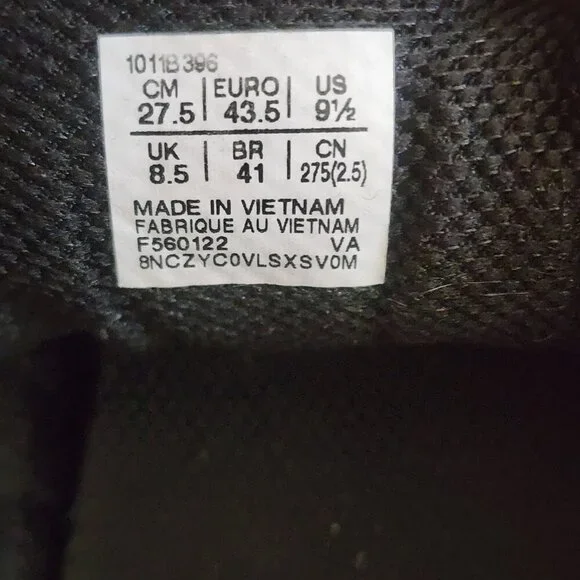 1011B396
CM | EURO | US
27.5 | 43.5 | 9½
UK | BR | CN
8.5 | 41 | 275(2.5)
MADE IN VIETNAM
FABRIQUE AU VIETNAM
F560122 VA
8NCZYC0VLSXSV0M